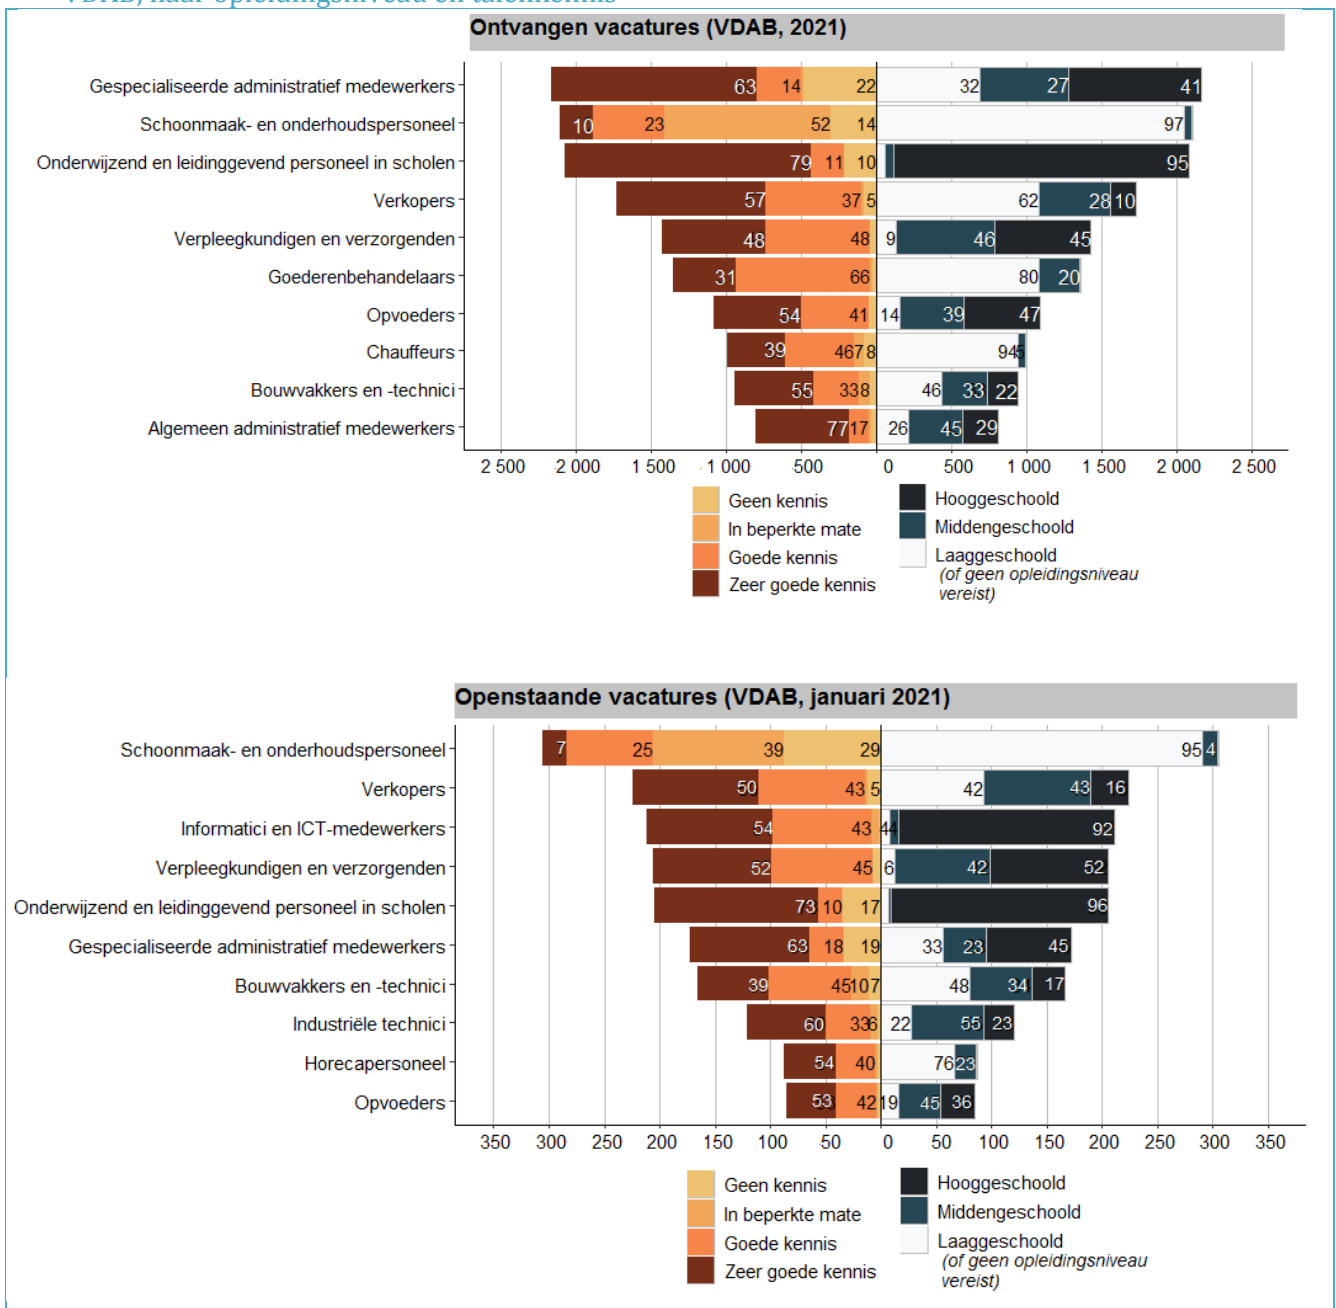 VDAB, naar opleidingsniveau en talenkennis
Ontvangen vacatures (VDAB, 2021)
Gespecialiseerde administratief medewerkers 63 14 22 32 27 41
Schoonmaak- en onderhoudspersoneel 10 23 52 14 97
Onderwijzend en leidinggevend personeel in scholen 79 11 10 95
Verkopers 57 37 5 62 28 10
Verpleegkundigen en verzorgenden 48 48 9 46 45
Goederenbehandelaars 31 66 80 20
Opvoeders 54 41 14 39 47
Chauffeurs 39 46 7 8 94 5
Bouwvakkers en -technici 55 33 8 46 33 22
Algemeen administratief medewerkers 77 17 26 45 29
2 500 2 000 1 500 1 000 500 0 500 1 000 1 500 2 000 2 500
Geen kennis Hooggeschoold
In beperkte mate Middengeschoold
Goede kennis Laaggeschoold
(of geen opleidingsniveau
Zeer goede kennis vereist)
Openstaande vacatures (VDAB, januari 2021)
Schoonmaak- en onderhoudspersoneel 7 25 39 29 95 4
Verkopers 50 43 5 42 43 16
Informatici en ICT-medewerkers 54 43 4 4 92
Verpleegkundigen en verzorgenden 52 45 6 42 52
Onderwijzend en leidinggevend personeel in scholen 73 10 17 96
Gespecialiseerde administratief medewerkers 63 18 19 33 23 45
Bouwvakkers en -technici 39 45 10 7 48 34 17
Industriële technici 60 33 6 22 55 23
Horecapersoneel 54 40 76 23
Opvoeders 53 42 19 45 36
350 300 250 200 150 100 50 0 50 100 150 200 250 300 350
Geen kennis Hooggeschoold
In beperkte mate Middengeschoold
Goede kennis Laaggeschoold
(of geen opleidingsniveau
Zeer goede kennis vereist)